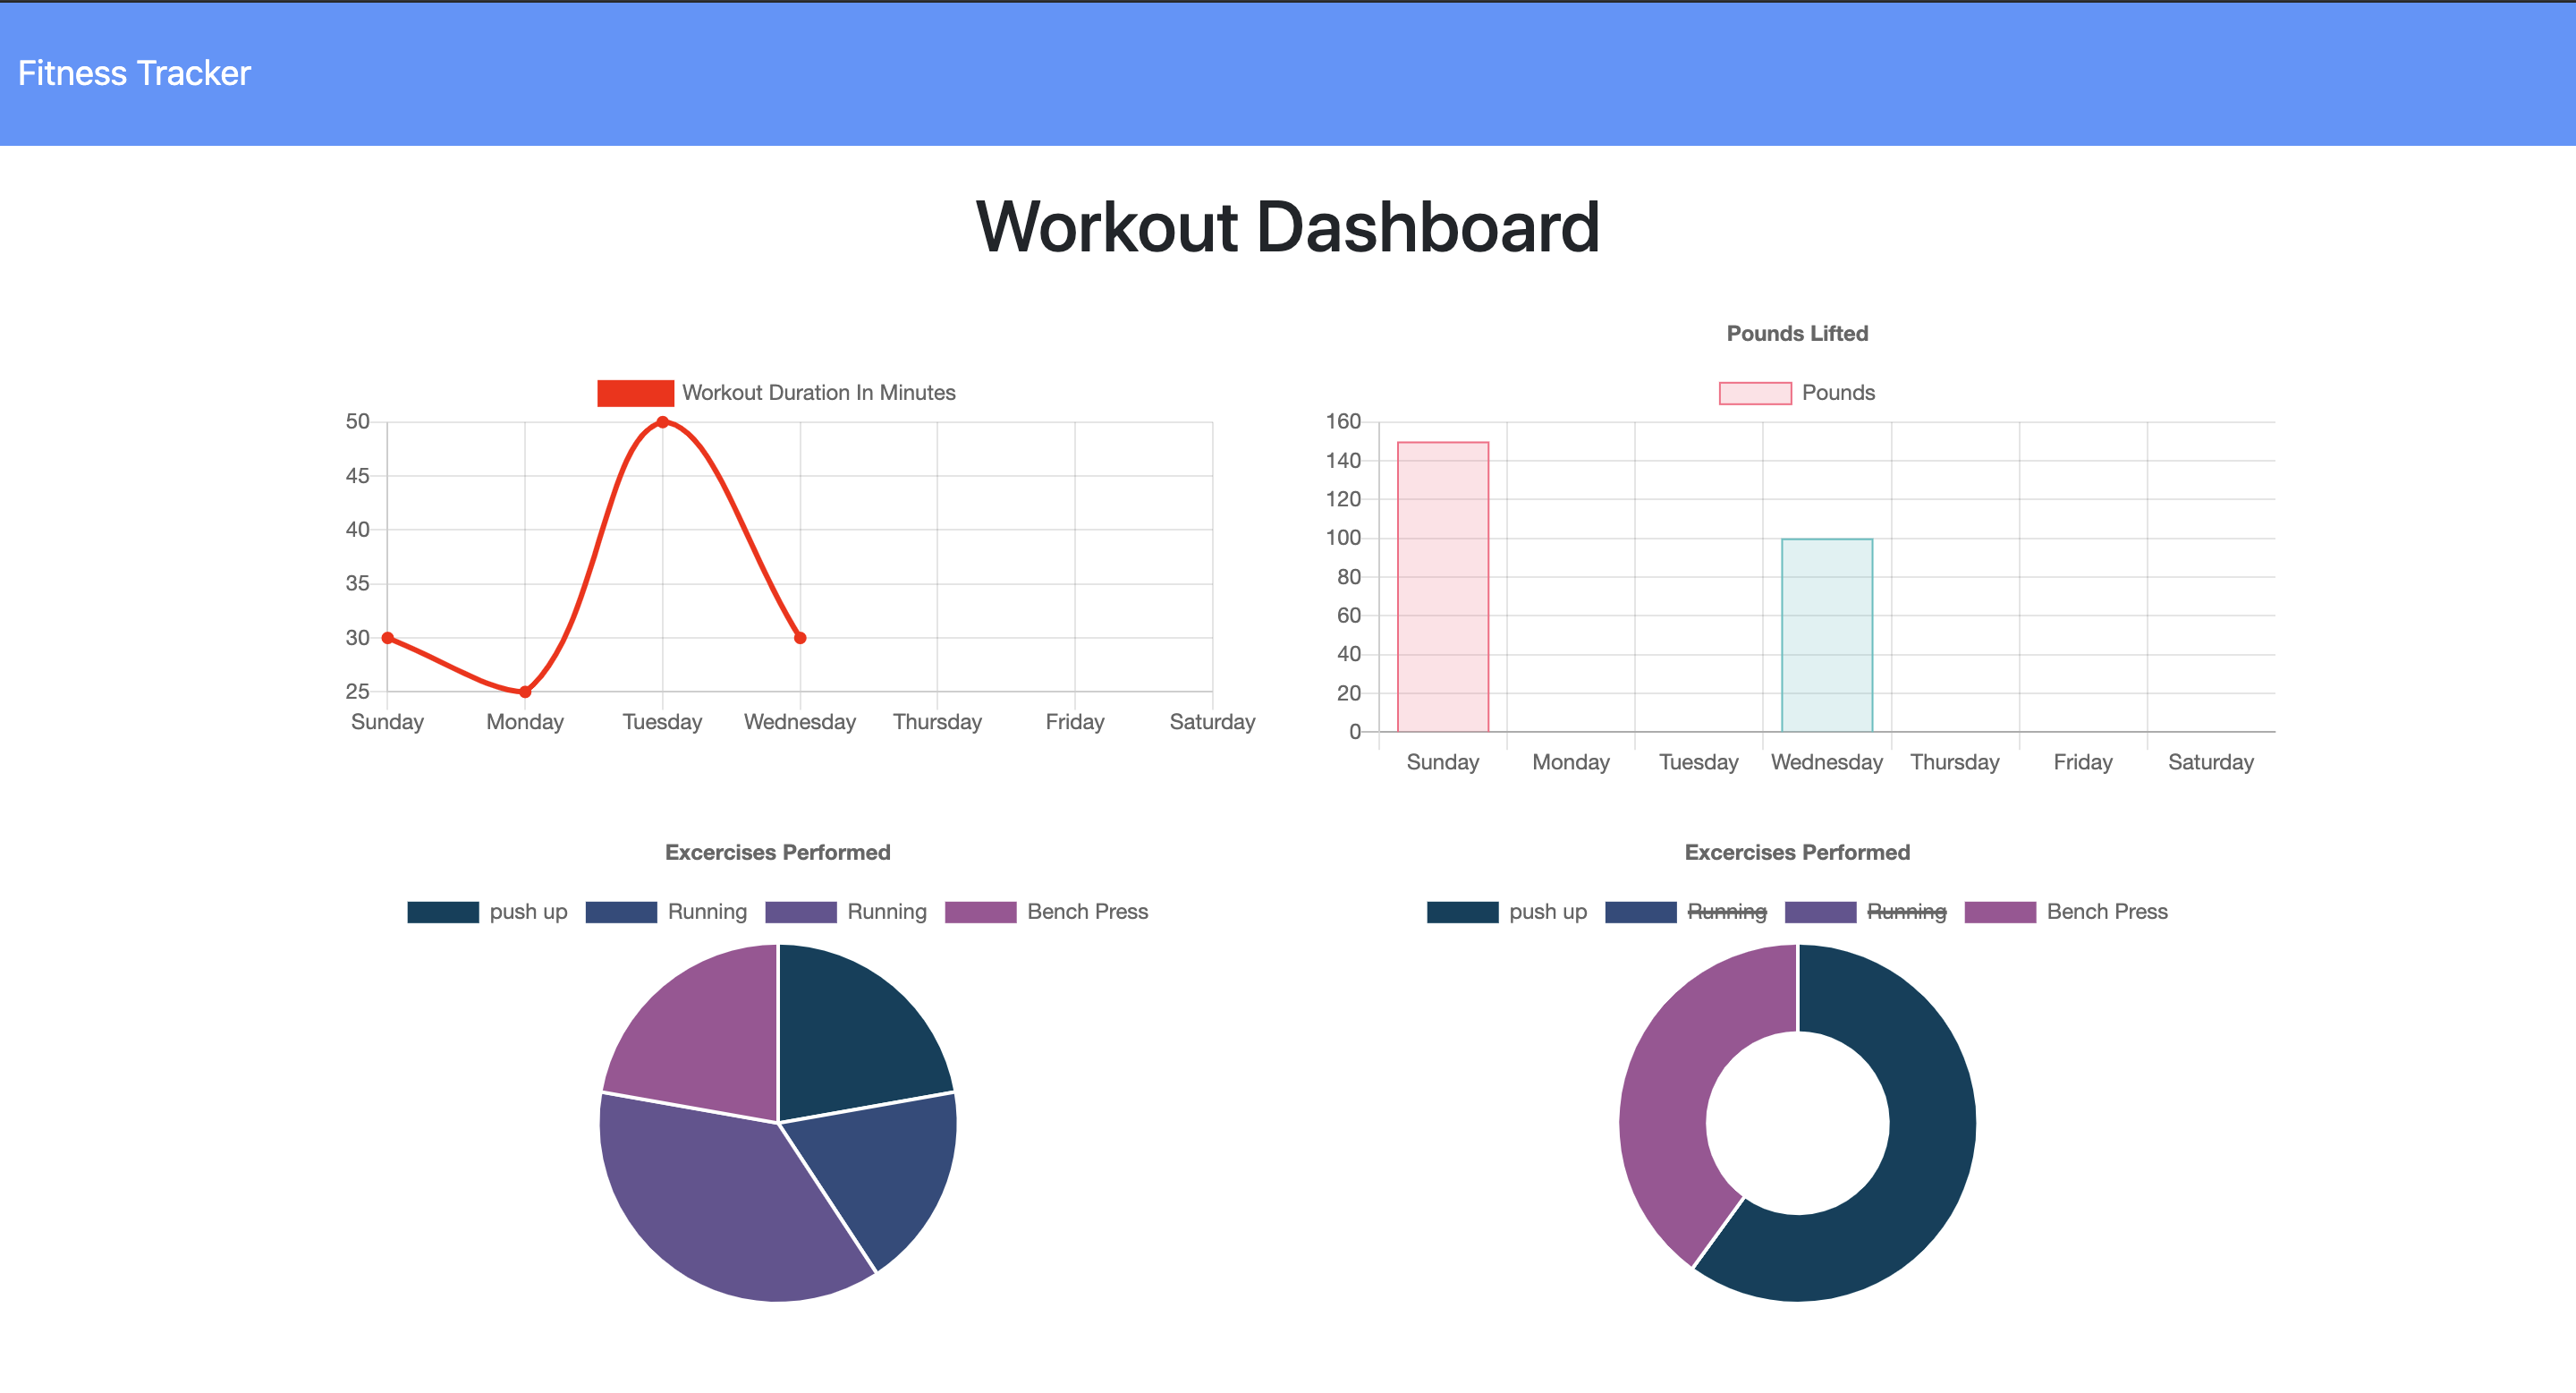 Fitness Tracker
Workout Dashboard
Workout Duration In Minutes
50
45
40
35
30
25
Sunday Monday Tuesday Wednesday Thursday Friday Saturday
Pounds Lifted
Pounds
160
140
120
100
80
60
40
20
0
Sunday Monday Tuesday Wednesday Thursday Friday Saturday
Excercises Performed
push up Running Running Bench Press
Excercises Performed
push up Running Running Bench Press